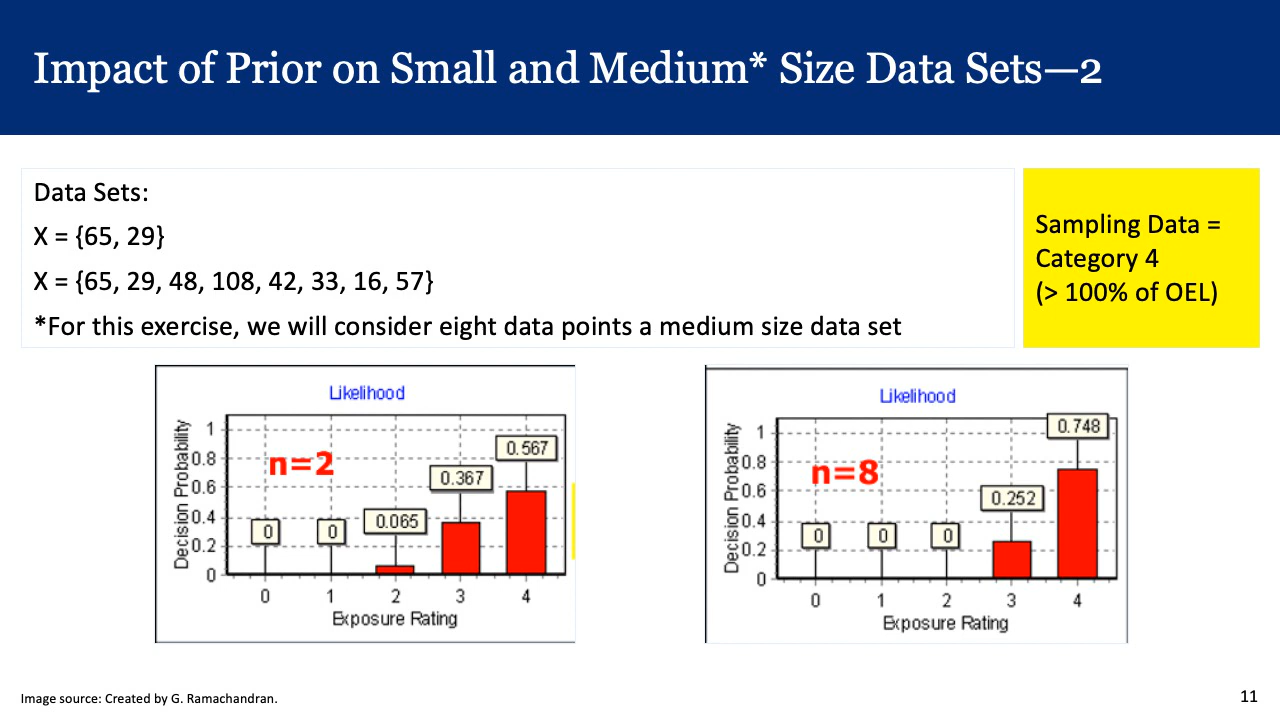 Impact of Prior on Small and Medium* Size Data Sets—2
Data Sets:
X = {65, 29}
X = {65, 29, 48, 108, 42, 33, 16, 57}
*For this exercise, we will consider eight data points a medium size data set
Sampling Data =
Category 4
(> 100% of OEL)
Likelihood
Decision Probability
1
0.8
0.6
0.4
0.2
0
n=2
0
0
0.065
0.367
0.567
0 1 2 3 4
Exposure Rating
Likelihood
Decision Probability
1
0.8
0.6
0.4
0.2
0
n=8
0
0
0
0.252
0.748
0 1 2 3 4
Exposure Rating
Image source: Created by G. Ramachandran.
11